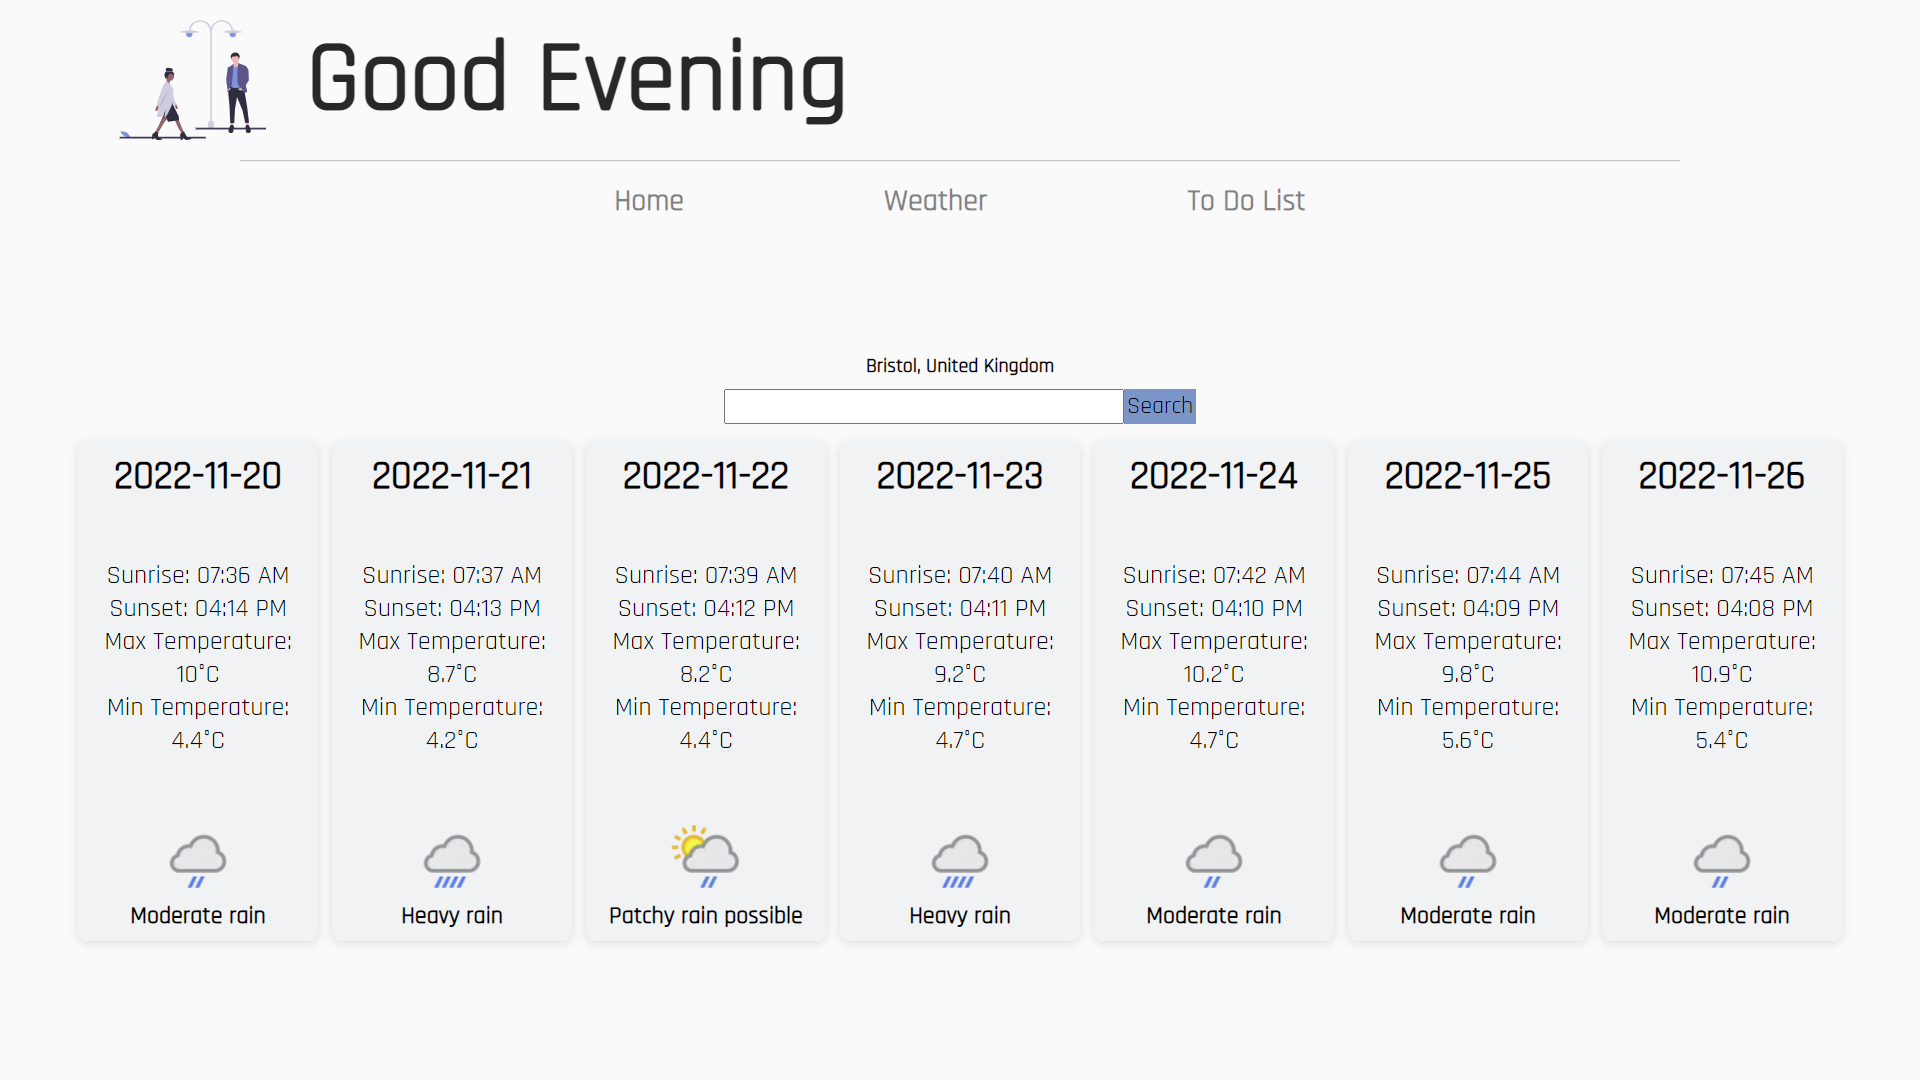 Good Evening
Home
Weather
To Do List
Bristol, United Kingdom
Search
2022-11-20
Sunrise: 07:36 AM
Sunset: 04:14 PM
Max Temperature:
10°C
Min Temperature:
4.4°C
Moderate rain
2022-11-21
Sunrise: 07:37 AM
Sunset: 04:13 PM
Max Temperature:
8.7°C
Min Temperature:
4.2°C
Heavy rain
2022-11-22
Sunrise: 07:39 AM
Sunset: 04:12 PM
Max Temperature:
8.2°C
Min Temperature:
4.4°C
Patchy rain possible
2022-11-23
Sunrise: 07:40 AM
Sunset: 04:11 PM
Max Temperature:
9.2°C
Min Temperature:
4.7°C
Heavy rain
2022-11-24
Sunrise: 07:42 AM
Sunset: 04:10 PM
Max Temperature:
10.2°C
Min Temperature:
4.7°C
Moderate rain
2022-11-25
Sunrise: 07:44 AM
Sunset: 04:09 PM
Max Temperature:
9.8°C
Min Temperature:
5.6°C
Moderate rain
2022-11-26
Sunrise: 07:45 AM
Sunset: 04:08 PM
Max Temperature:
10.9°C
Min Temperature:
5.4°C
Moderate rain